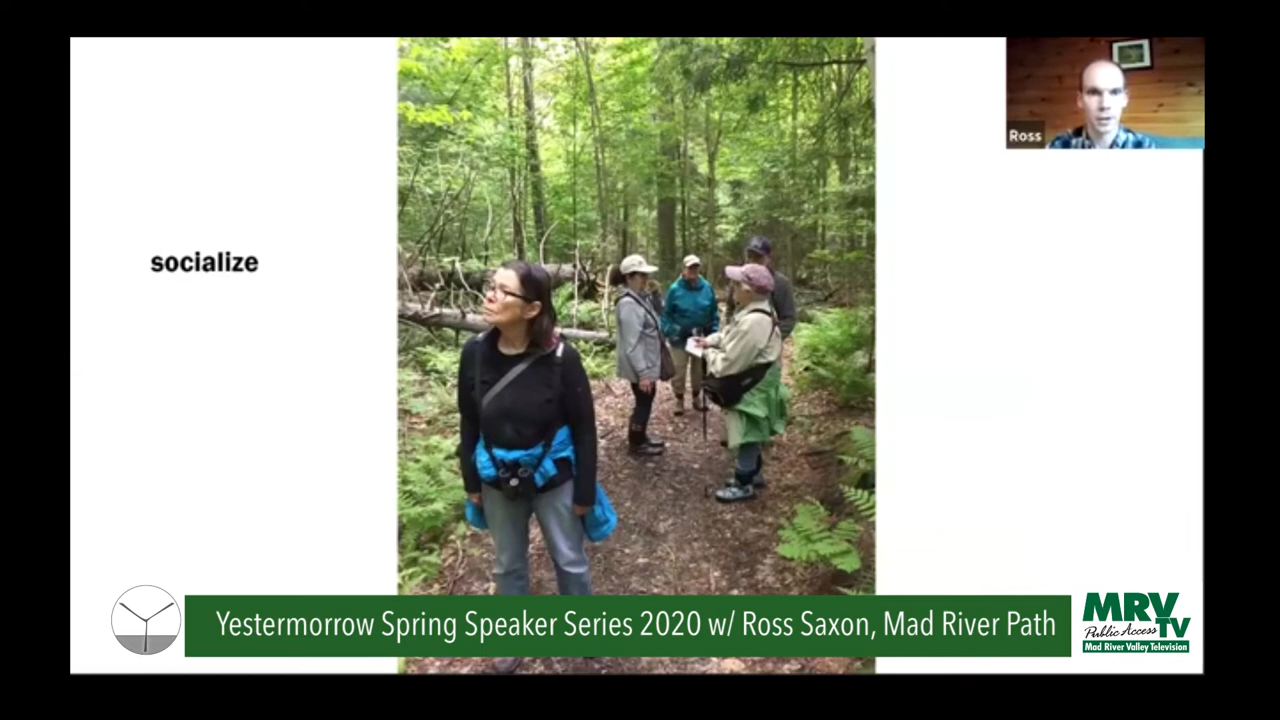 Ross
socialize
Yestermorrow Spring Speaker Series 2020 w/ Ross Saxon, Mad River Path
MRV
Public Access TV
Mad River Valley Television